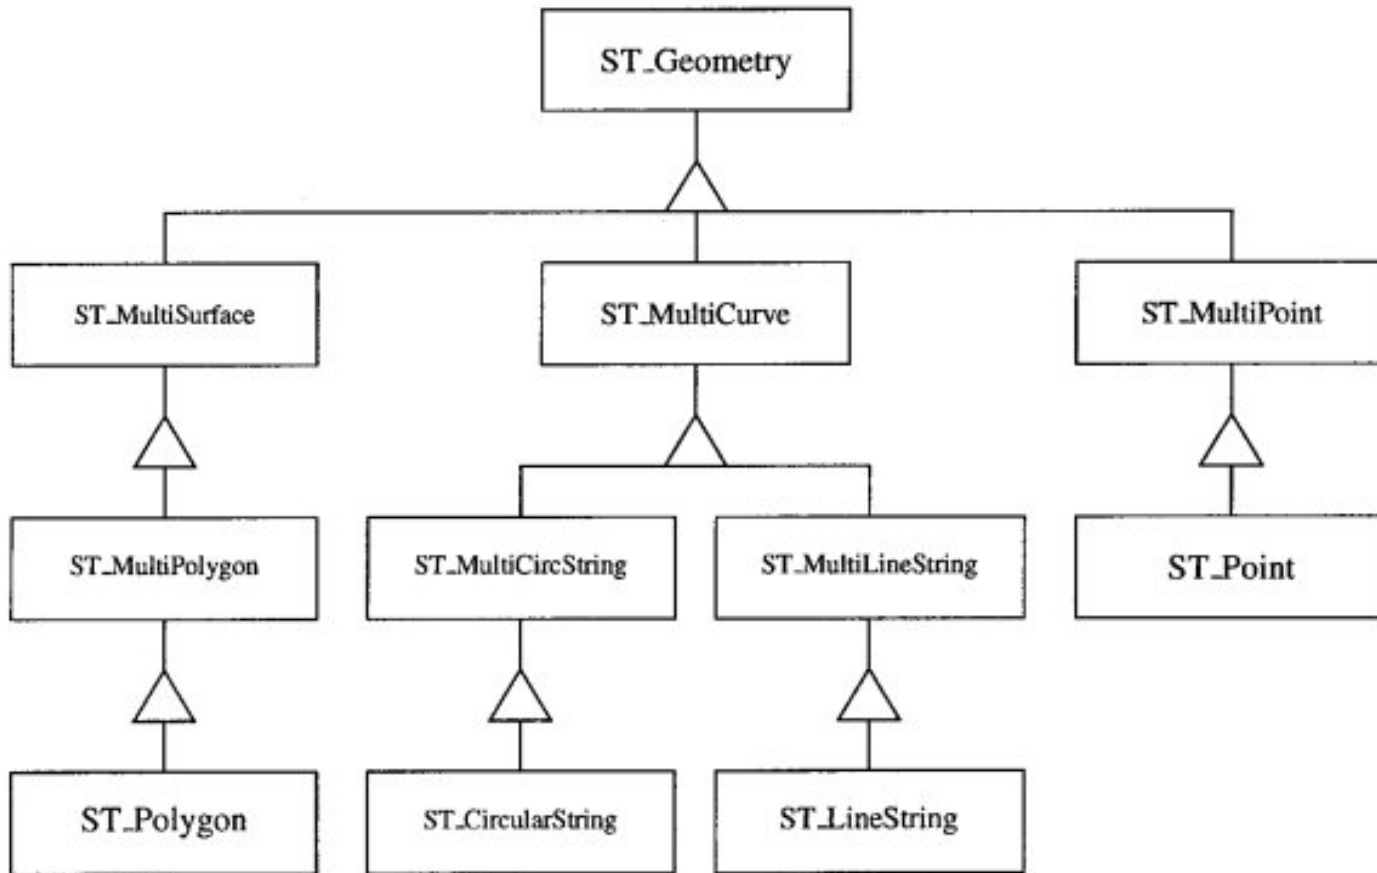 ST_Geometry
ST_MultiSurface
ST_MultiCurve
ST_MultiPoint
ST_MultiPolygon
ST_MultiCircString
ST_MultiLineString
ST_Point
ST_Polygon
ST_CircularString
ST_LineString